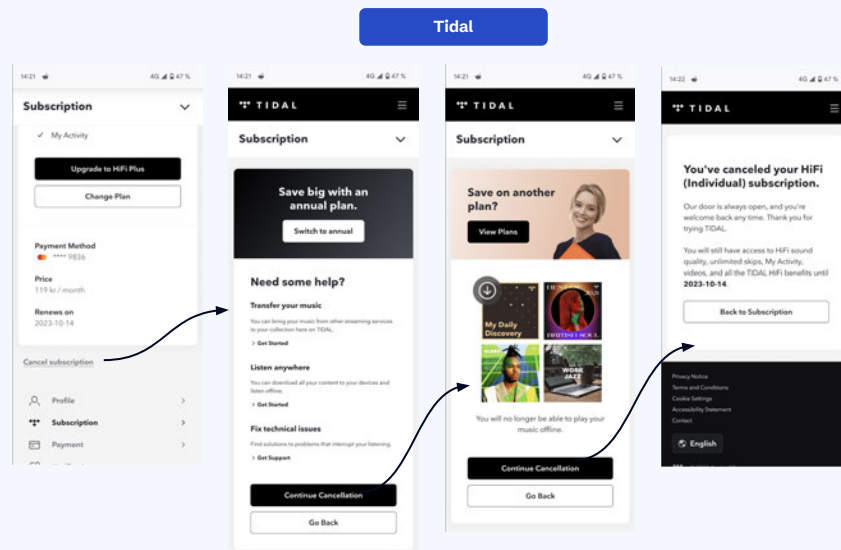 Tidal
14:21
4G 47 %
Subscription
✓ My Activity
Upgrade to HiFi Plus
Change Plan
Payment Method
**** 9836
Price
119 kr / month
Renews on
2023-10-14
Cancel subscription
Profile
Subscription
Payment
14:21
4G 47 %
TIDAL
Subscription
Save big with an
annual plan.
Switch to annual
Need some help?
Transfer your music
You can bring your music from other streaming services
to your collection here on TIDAL.
> Get Started
Listen anywhere
You can download all your content to your devices and
listen offline.
> Get Started
Fix technical issues
Find solutions to problems that interrupt your listening.
> Get Support
Continue Cancellation
Go Back
14:21
4G 47 %
TIDAL
Subscription
Save on another
plan?
View Plans
My Daily
Discovery
BRITISH SOUL
WORK
JAZZ
You will no longer be able to play your
music offline.
Continue Cancellation
Go Back
14:22
4G 47 %
TIDAL
You've canceled your HiFi
(Individual) subscription.
Our door is always open, and you're
welcome back any time. Thank you for
trying TIDAL.
You will still have access to HiFi sound
quality, unlimited skips, My Activity,
videos, and all the TIDAL HiFi benefits until
2023-10-14.
Back to Subscription
Privacy Notice
Terms and Conditions
Cookie Settings
Accessibility Statement
Contact
English